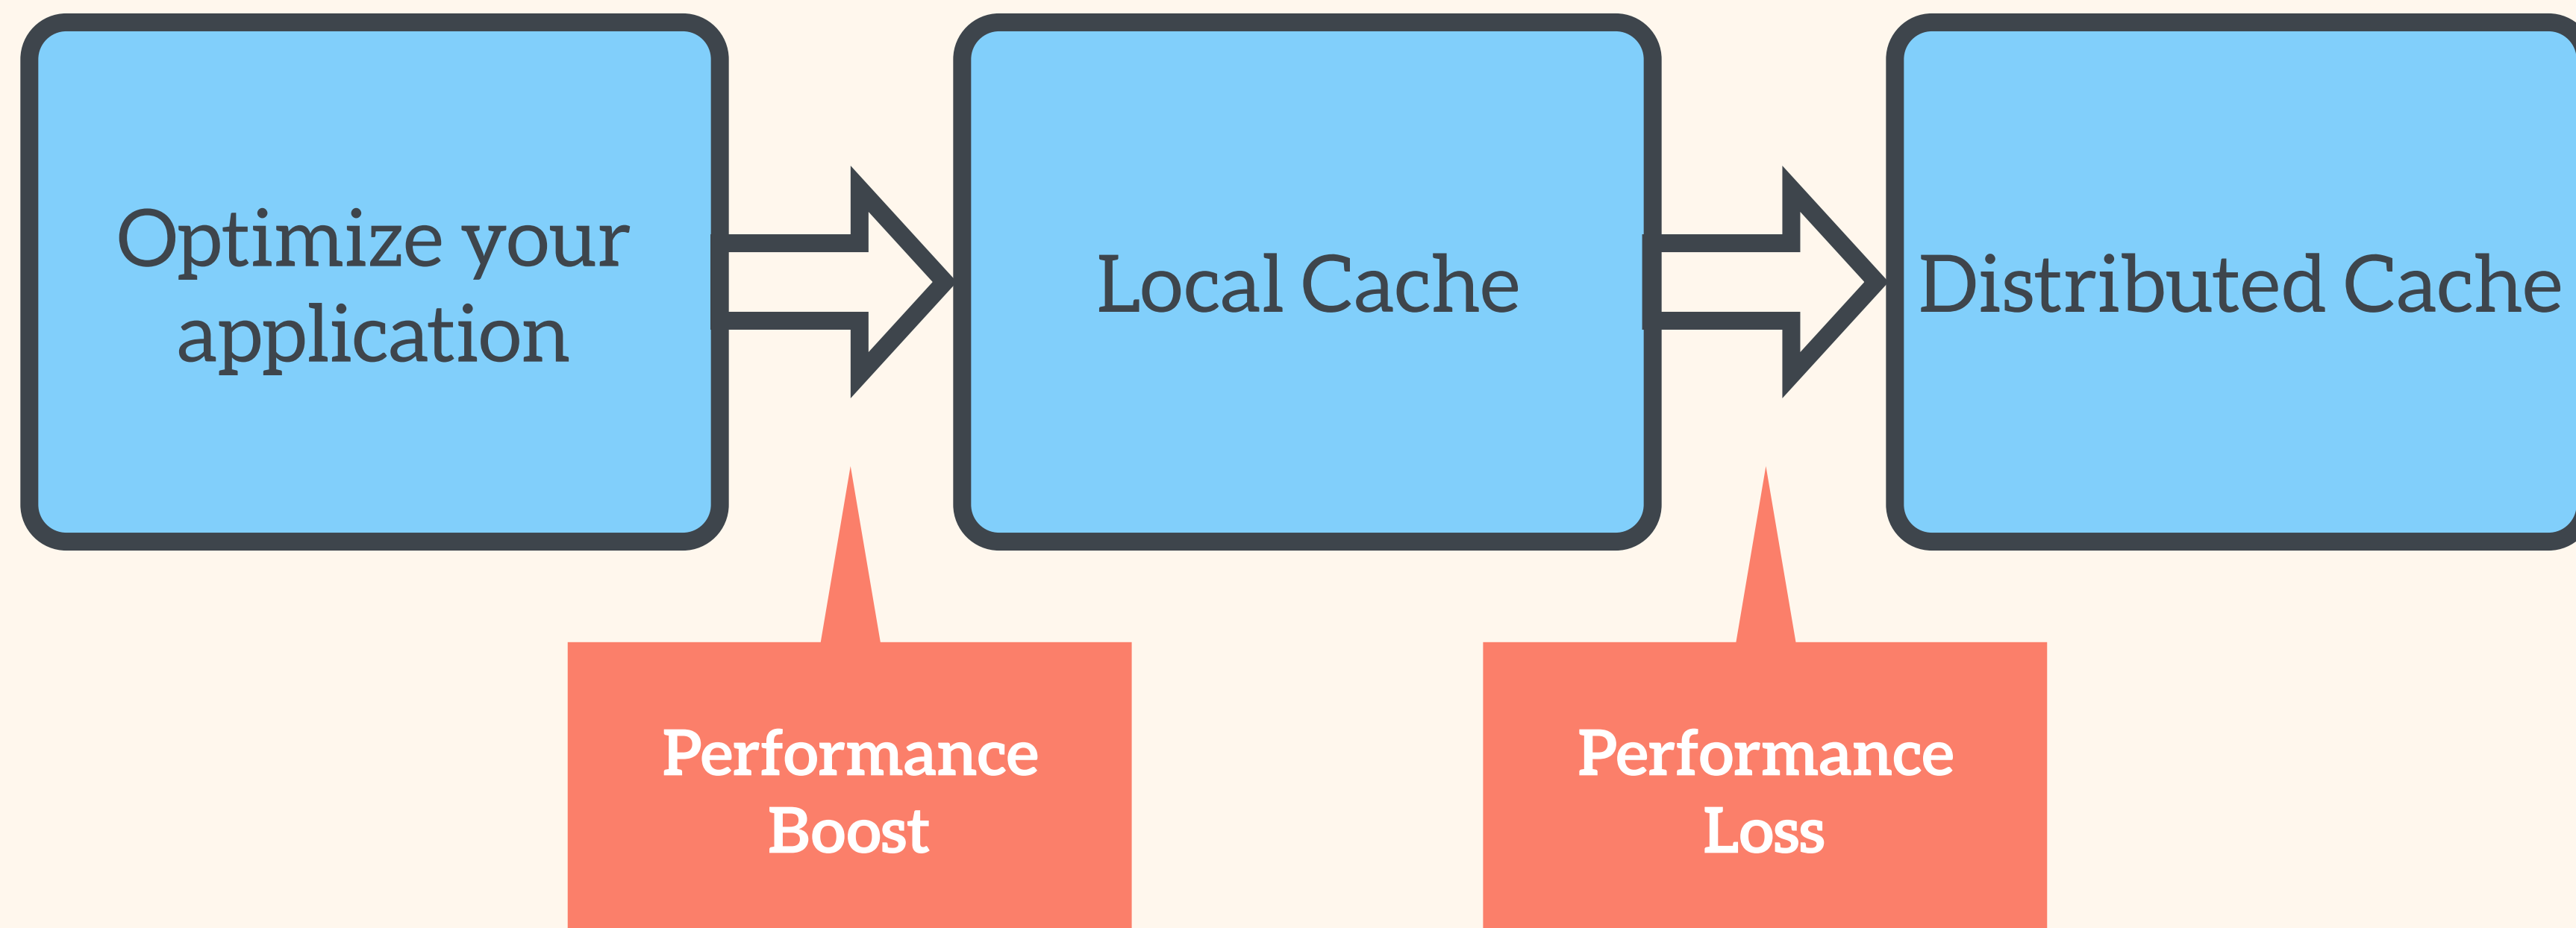 Optimize your
application
Local Cache
Distributed Cache
Performance
Boost
Performance
Loss